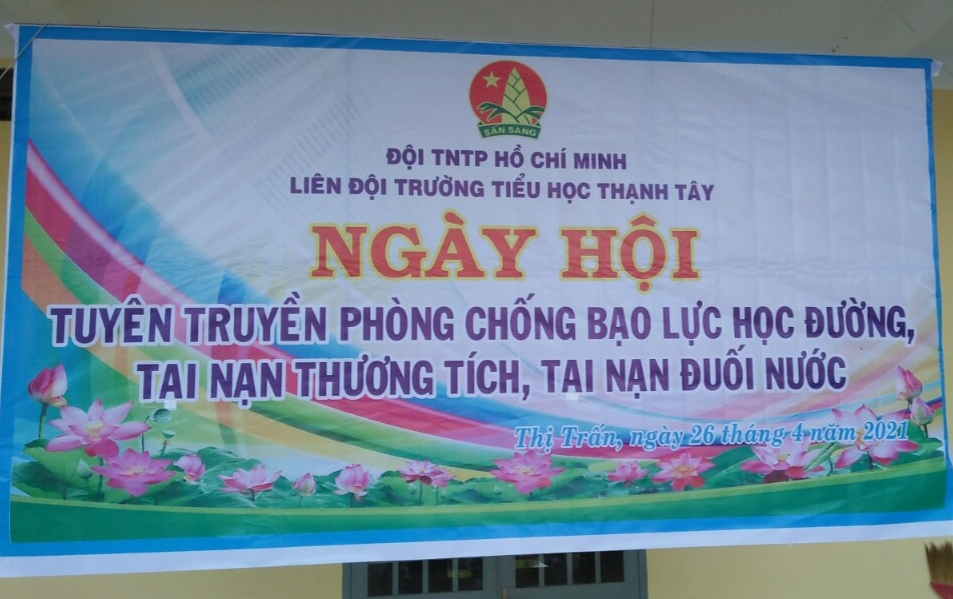 SẴN SÀNG
ĐỘI TNTP HỒ CHÍ MINH
LIÊN ĐỘI TRƯỜNG TIỂU HỌC THẠNH TÂY
NGÀY HỘI
TUYÊN TRUYỀN PHÒNG CHỐNG BẠO LỰC HỌC ĐƯỜNG,
TAI NẠN THƯƠNG TÍCH, TAI NẠN ĐUỐI NƯỚC
Thị Trấn, ngày 26 tháng 4 năm 2021